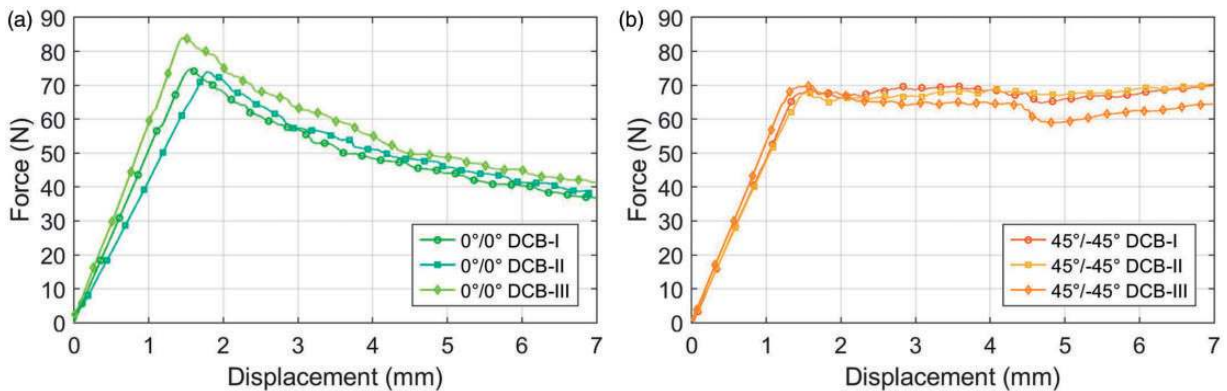 (a)
90
80
70
60
50
40
30
20
10
0
Force (N)
0°/0° DCB-I
0°/0° DCB-II
0°/0° DCB-III
0 1 2 3 4 5 6 7
Displacement (mm)
(b)
90
80
70
60
50
40
30
20
10
0
Force (N)
45°/-45° DCB-I
45°/-45° DCB-II
45°/-45° DCB-III
0 1 2 3 4 5 6 7
Displacement (mm)